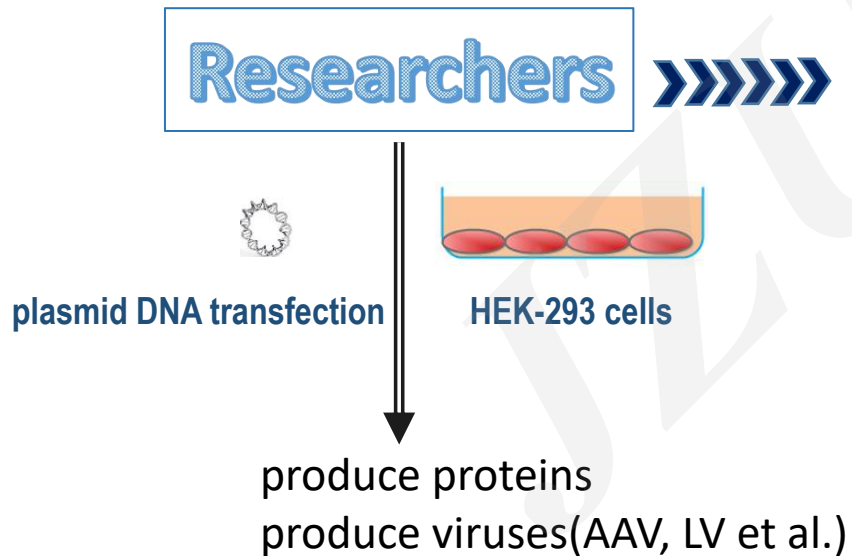 Researchers
plasmid DNA transfection
HEK-293 cells
produce proteins
produce viruses(AAV, LV et al.)